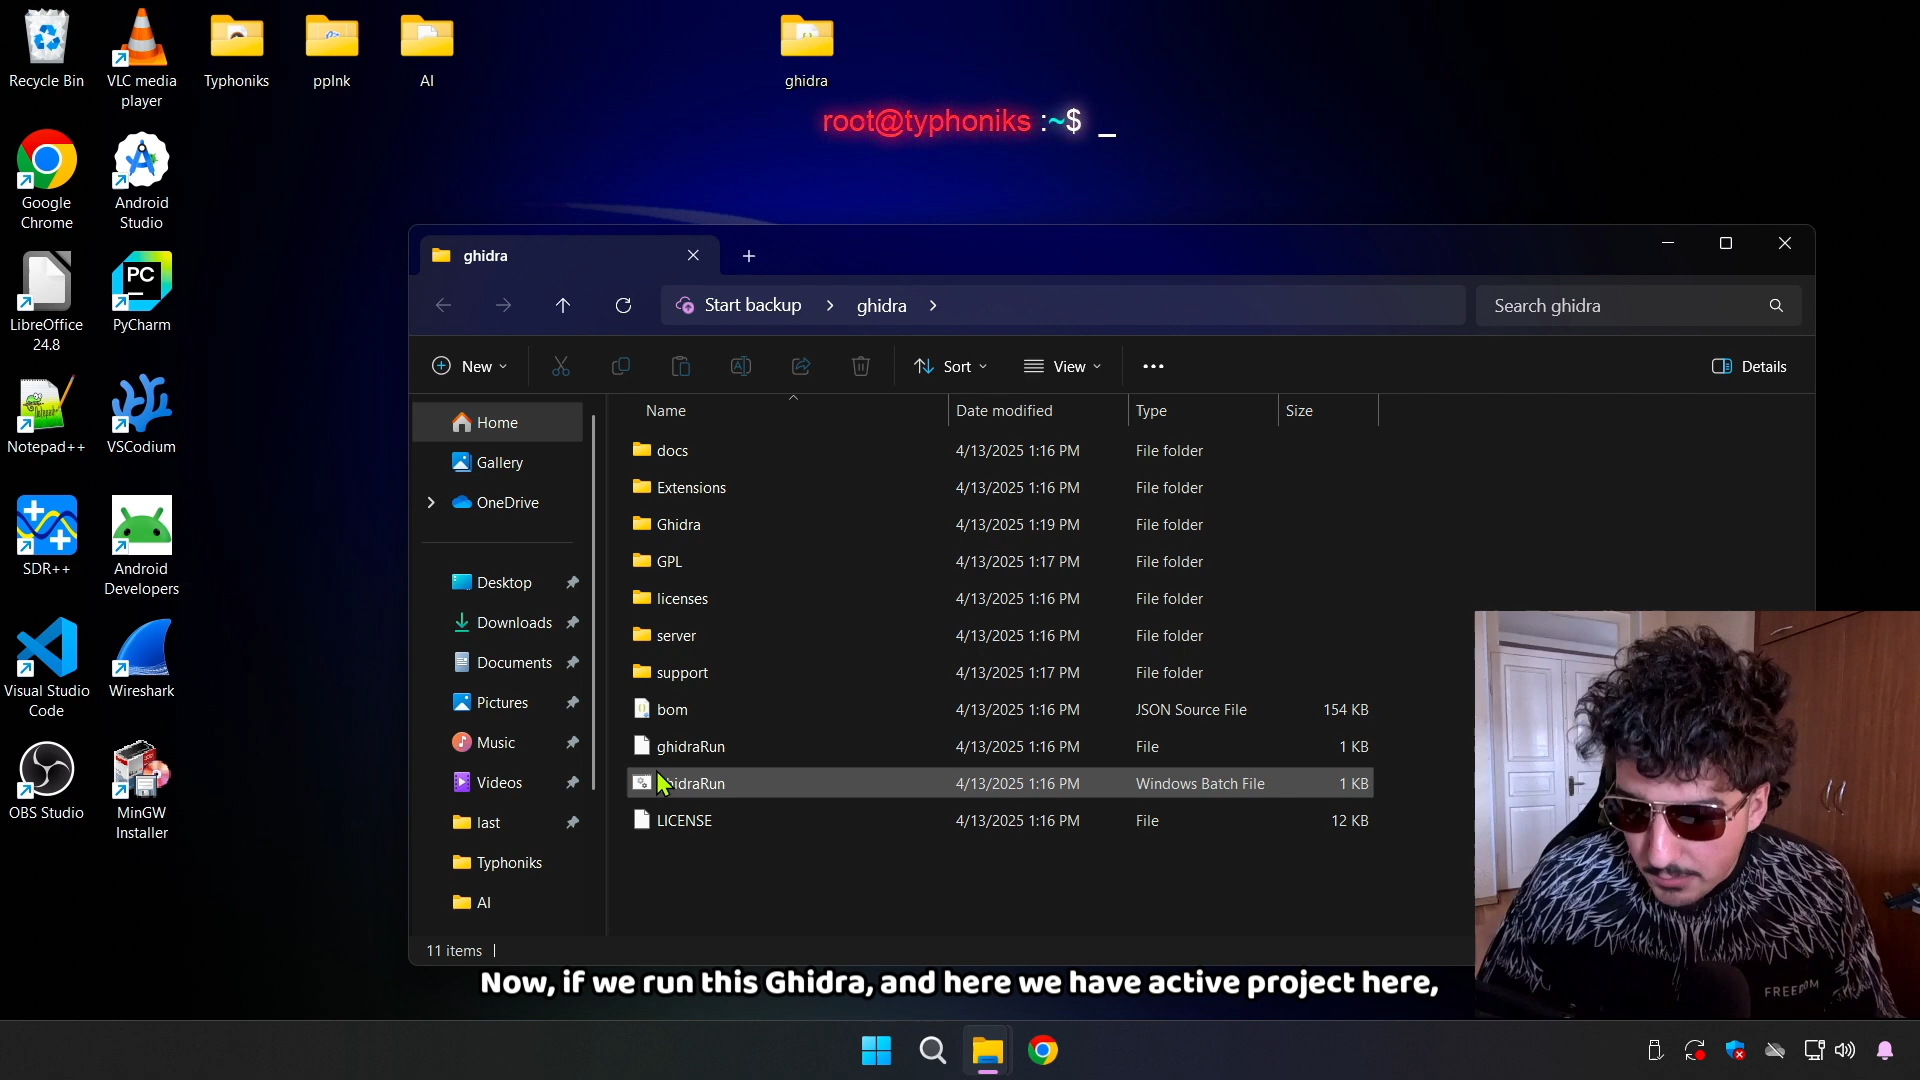 Recycle Bin
VLC media
player
Typhoniks
ppInk
AI
ghidra
root@typhoniks :~$ _
Google
Chrome
Android
Studio
LibreOffice
24.8
PC
PyCharm
Notepad++
VSCodium
SDR++
Android
Developers
Visual Studio
Code
Wireshark
OBS Studio
MinGW
Installer
ghidra
Start backup
ghidra
Search ghidra
New
Sort
View
Details
Home
Gallery
OneDrive
Desktop
Downloads
Documents
Pictures
Music
Videos
last
Typhoniks
AI
Name Date modified Type Size
docs 4/13/2025 1:16 PM File folder
Extensions 4/13/2025 1:16 PM File folder
Ghidra 4/13/2025 1:19 PM File folder
GPL 4/13/2025 1:17 PM File folder
licenses 4/13/2025 1:16 PM File folder
server 4/13/2025 1:16 PM File folder
support 4/13/2025 1:17 PM File folder
bom 4/13/2025 1:16 PM JSON Source File 154 KB
ghidraRun 4/13/2025 1:16 PM File 1 KB
hidraRun 4/13/2025 1:16 PM Windows Batch File 1 KB
LICENSE 4/13/2025 1:16 PM File 12 KB
11 items
FREEDOM
Now, if we run this Ghidra, and here we have active project here,